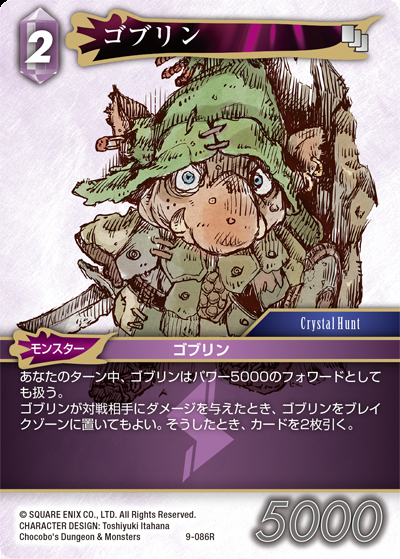 2
ゴブリン
Crystal Hunt
モンスター
ゴブリン
あなたのターン中、ゴブリンはパワー5000のフォワードとして
も扱う。
ゴブリンが対戦相手にダメージを与えたとき、ゴブリンをブレイ
クゾーンに置いてもよい。そうしたとき、カードを2枚引く。
© SQUARE ENIX CO., LTD. All Rights Reserved.
CHARACTER DESIGN: Toshiyuki Itahana
Chocobo's Dungeon & Monsters
9-086R
5000